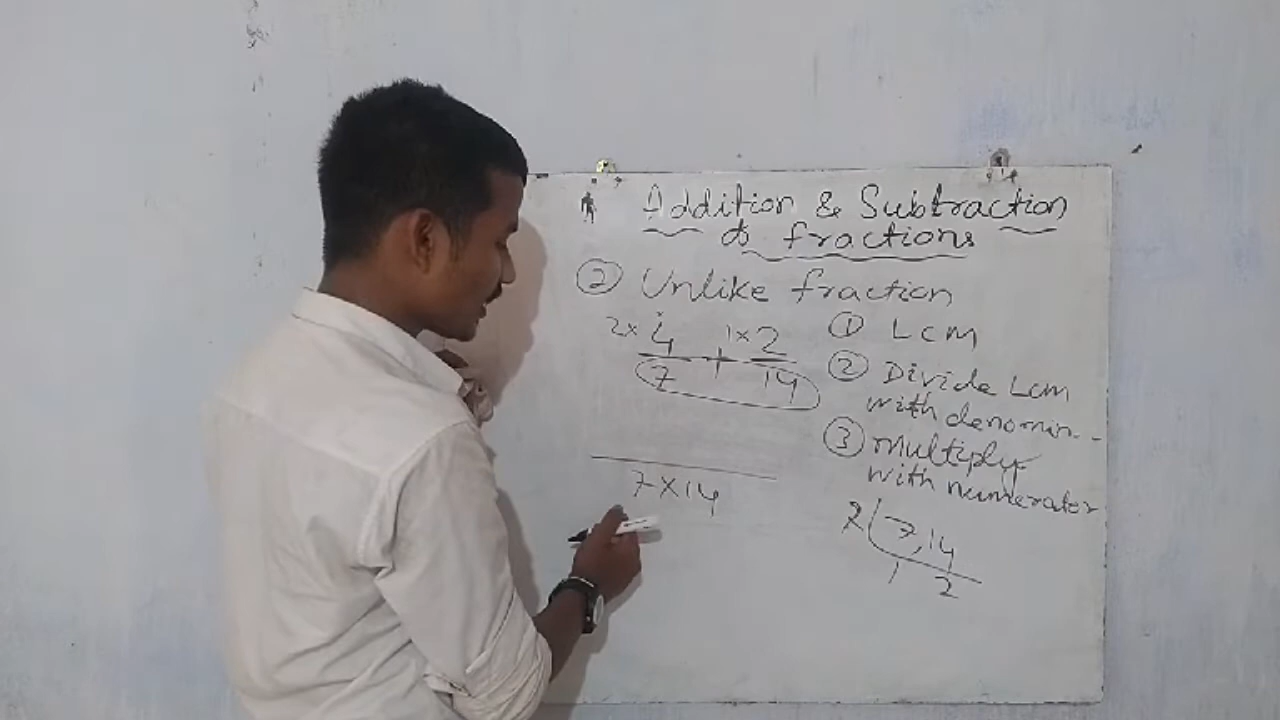 Addition & Subtraction
of fractions
② Unlike fraction
2× 4/7 + 1× 2/14
7×14
① LCM
② Divide Lcm
with denomin..-
③ Multiply
with numerator
7,14
1 2